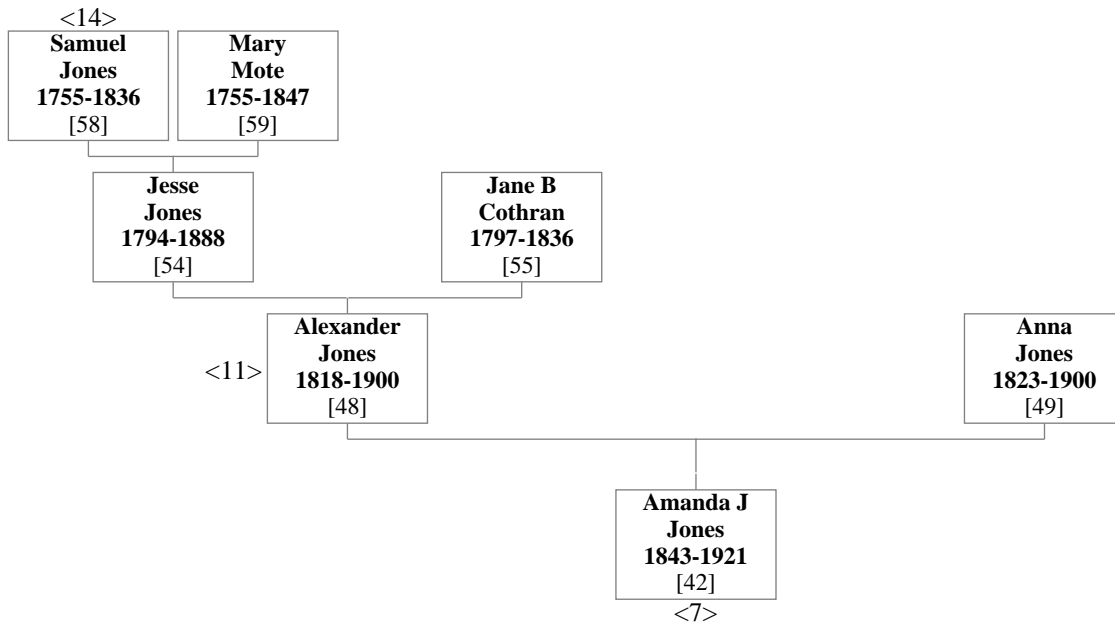 <14>
Samuel
Jones
1755-1836
[58]
Mary
Mote
1755-1847
[59]
Jesse
Jones
1794-1888
[54]
Jane B
Cothran
1797-1836
[55]
<11>
Alexander
Jones
1818-1900
[48]
Anna
Jones
1823-1900
[49]
Amanda J
Jones
1843-1921
[42]
<7>